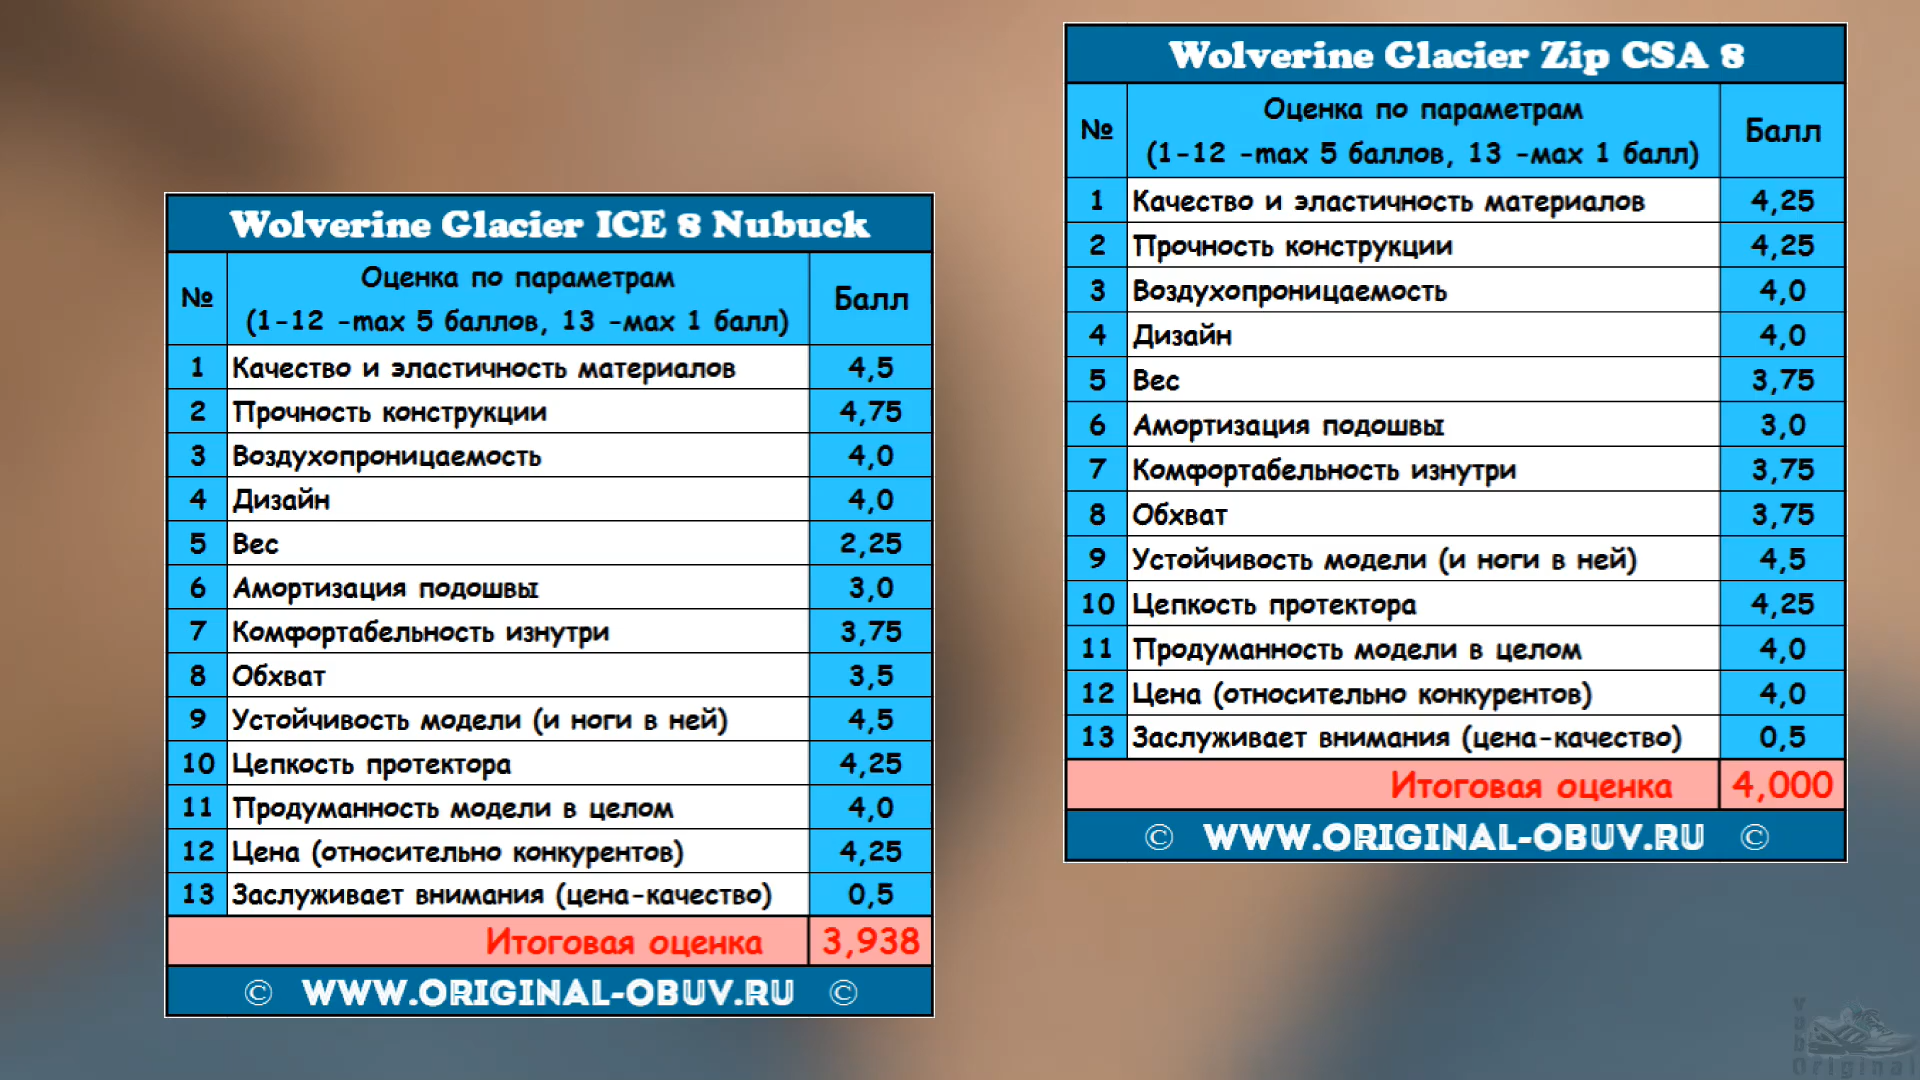 Wolverine Glacier ICE 8 Nubuck
№ Оценка по параметрам Балл
(1-12 -max 5 баллов, 13 -мах 1 балл)
1 Качество и эластичность материалов 4,5
2 Прочность конструкции 4,75
3 Воздухопроницаемость 4,0
4 Дизайн 4,0
5 Вес 2,25
6 Амортизация подошвы 3,0
7 Комфортабельность изнутри 3,75
8 Обхват 3,5
9 Устойчивость модели (и ноги в ней) 4,5
10 Цепкость протектора 4,25
11 Продуманность модели в целом 4,0
12 Цена (относительно конкурентов) 4,25
13 Заслуживает внимания (цена-качество) 0,5
Итоговая оценка 3,938
© WWW.ORIGINAL-OBUV.RU ©
Wolverine Glacier Zip CSA 8
№ Оценка по параметрам Балл
(1-12 -max 5 баллов, 13 -мах 1 балл)
1 Качество и эластичность материалов 4,25
2 Прочность конструкции 4,25
3 Воздухопроницаемость 4,0
4 Дизайн 4,0
5 Вес 3,75
6 Амортизация подошвы 3,0
7 Комфортабельность изнутри 3,75
8 Обхват 3,75
9 Устойчивость модели (и ноги в ней) 4,5
10 Цепкость протектора 4,25
11 Продуманность модели в целом 4,0
12 Цена (относительно конкурентов) 4,0
13 Заслуживает внимания (цена-качество) 0,5
Итоговая оценка 4,000
© WWW.ORIGINAL-OBUV.RU ©
Original